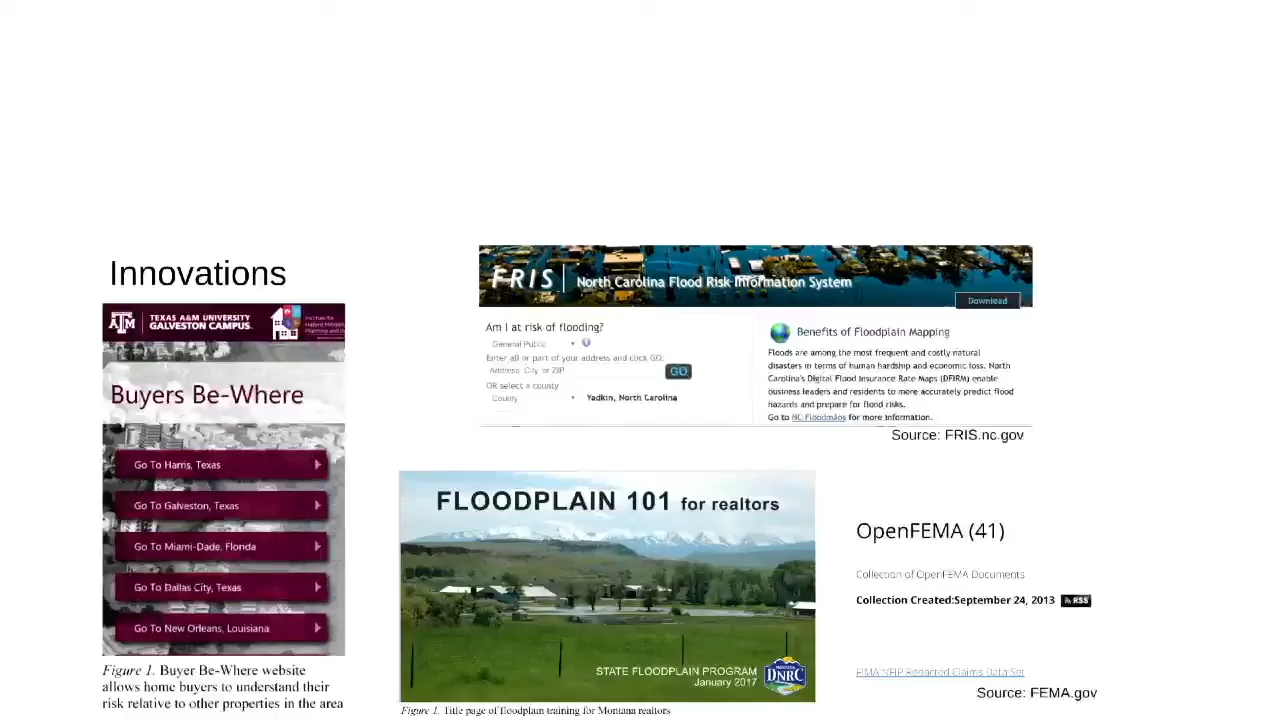 Innovations
TEXAS A&M UNIVERSITY
GALVESTON CAMPUS.
Buyers Be-Where
Go To Harris, Texas
Go To Galveston, Texas
Go To Miami-Dade, Florida
Go To Dallas City, Texas
Go To New Orleans, Louisiana
Figure 1. Buyer Be-Where website
allows home buyers to understand their
risk relative to other properties in the area
FRIS North Carolina Flood Risk Information System
Download
Am I at risk of flooding?
General Public
Enter all or part of your address and click GO:
Address, City or ZIP
GO
OR select a county
County
Yadkin, North Carolina
Benefits of Floodplain Mapping
Floods are among the most frequent and costly natural
disasters in terms of human hardship and economic loss. North
Carolina's Digital Flood Insurance Rate Maps (DFIRM) enable
business leaders and residents to more accurately predict flood
hazards and prepare for flood risks.
Go to NC Floodmaps for more information.
Source: FRIS.nc.gov
FLOODPLAIN 101 for realtors
STATE FLOODPLAIN PROGRAM
January 2017
MONTANA
DNRC
Figure 1. Title page of floodplain training for Montana realtors
OpenFEMA (41)
Collection of OpenFEMA Documents
Collection Created:September 24, 2013 RSS
FIMA NFIP Redacted Claims Data Set
Source: FEMA.gov